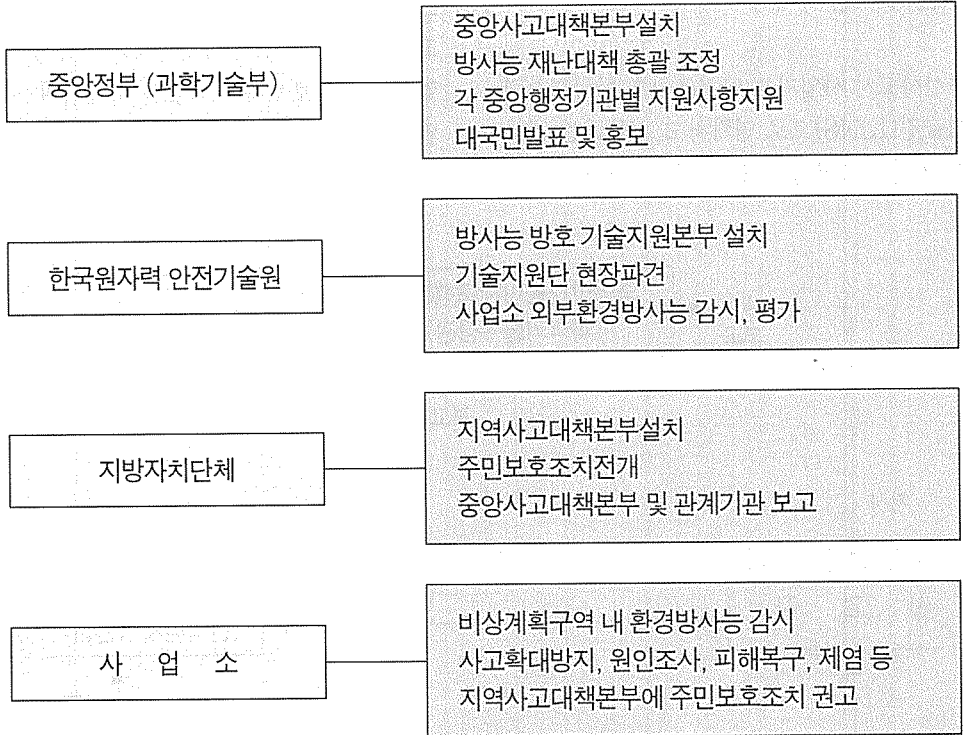 중앙정부 (과학기술부)
중앙사고대책본부설치
방사능 재난대책 총괄 조정
각 중앙행정기관별 지원사항지원
대국민발표 및 홍보
한국원자력 안전기술원
방사능 방호 기술지원본부 설치
기술지원단 현장파견
사업소 외부환경방사능 감시, 평가
지방자치단체
지역사고대책본부설치
주민보호조치전개
중앙사고대책본부 및 관계기관 보고
사 업 소
비상계획구역 내 환경방사능 감시
사고확대방지, 원인조사, 피해복구, 제염 등
지역사고대책본부에 주민보호조치 권고